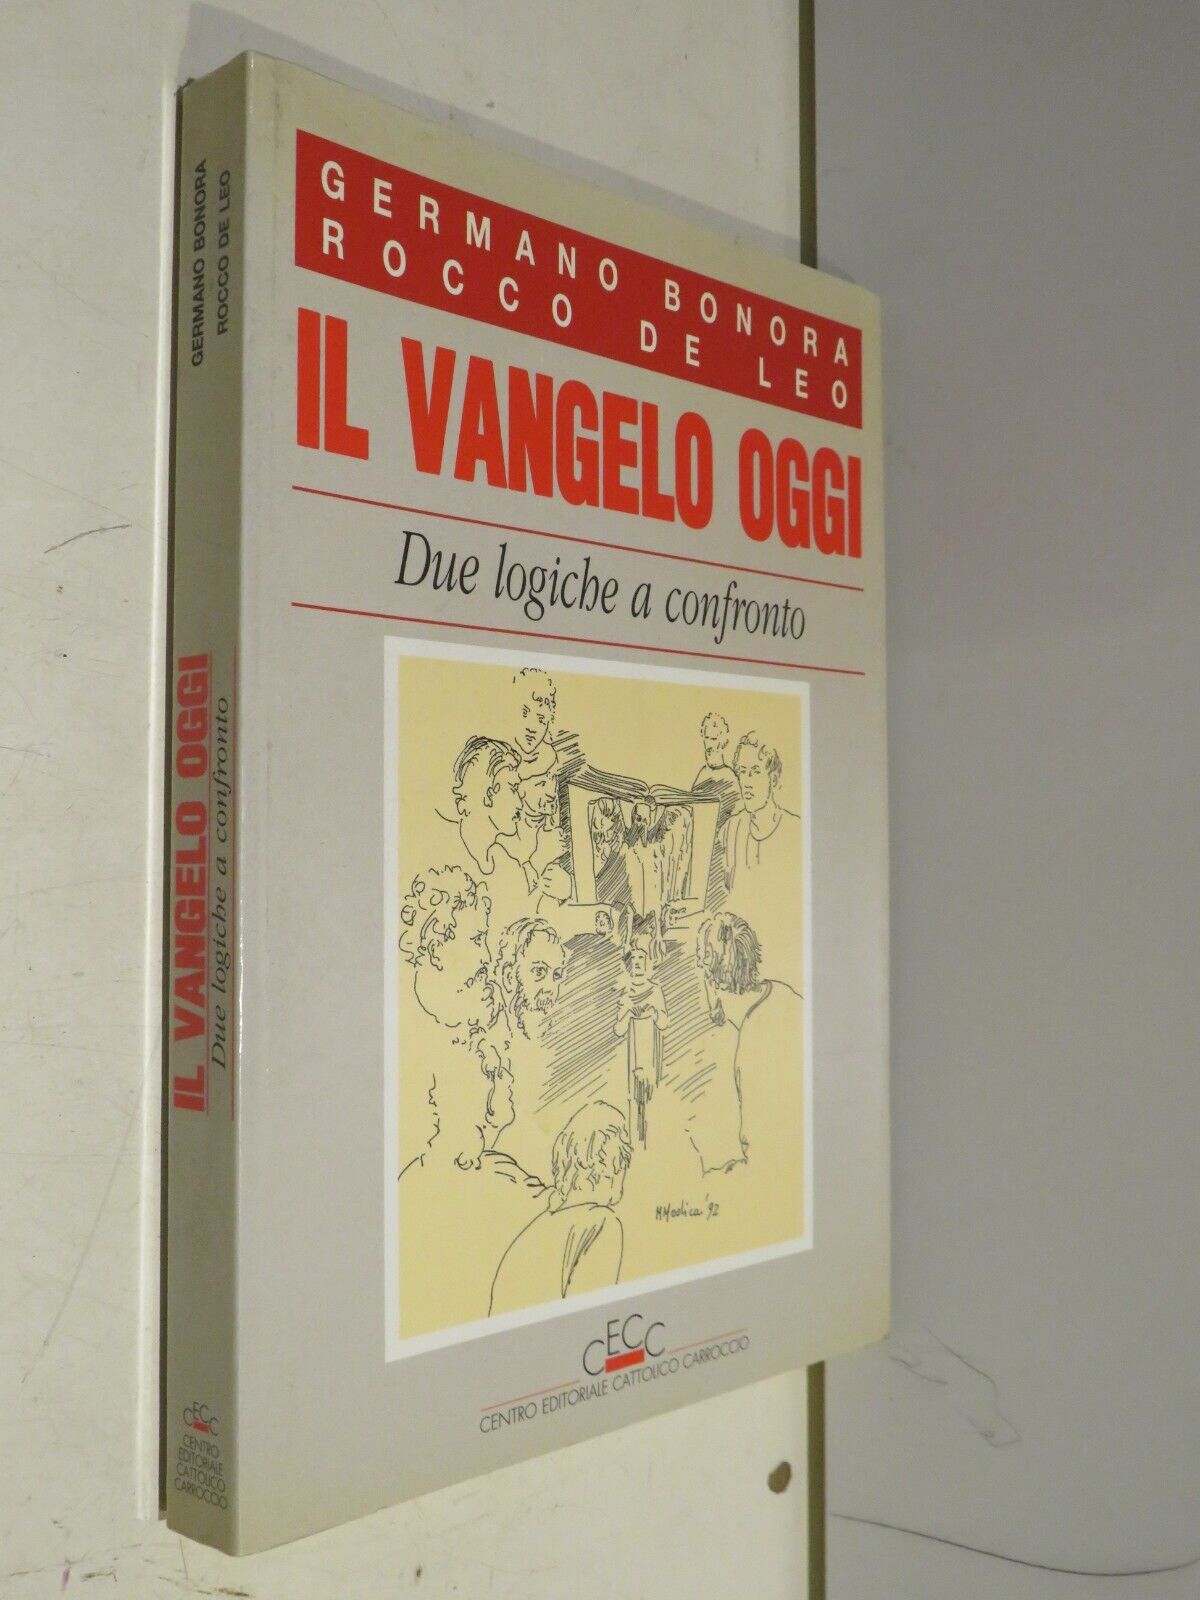 GERMANO BONORA
ROCCO DE LEO
IL VANGELO OGGI
Due logiche a confronto
MModica '92
CECC
CENTRO EDITORIALE CATTOLICO CARROCCIO
GERMANO BONORA
ROCCO DE LEO
IL VANGELO OGGI
Due logiche a confronto
CECC
CENTRO
EDITORIALE
CATTOLICO
CARROCCIO